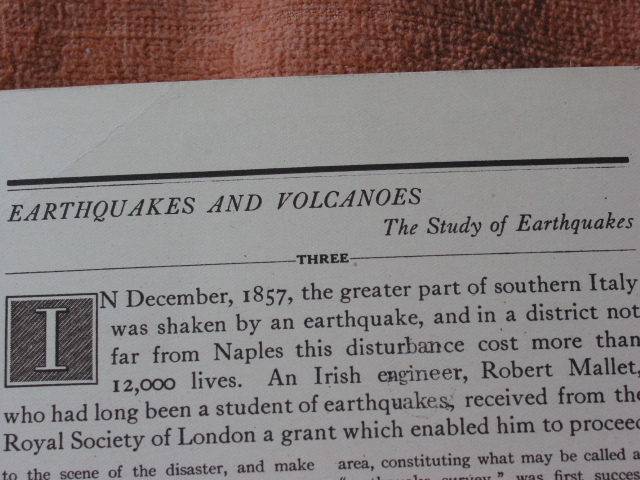 EARTHQUAKES AND VOLCANOES
The Study of Earthquakes
THREE
IN December, 1857, the greater part of southern Italy
was shaken by an earthquake, and in a district not
far from Naples this disturbance cost more than
12,000 lives. An Irish engineer, Robert Mallet,
who had long been a student of earthquakes, received from the
Royal Society of London a grant which enabled him to proceed
to the scene of the disaster, and make
area, constituting what may be called a
"earthquake survey," was first